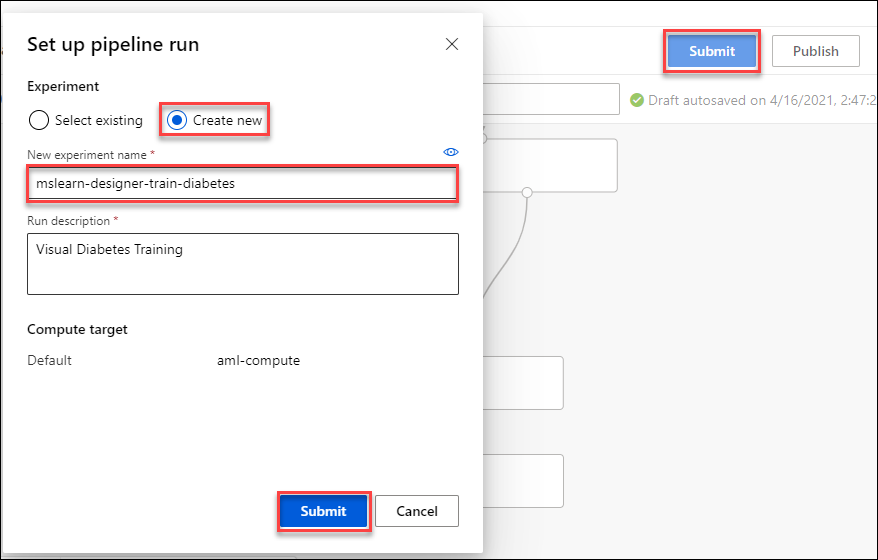 Set up pipeline run
Submit
Publish
Draft autosaved on 4/16/2021, 2:47:2
Experiment
Select existing
Create new
New experiment name *
mslearn-designer-train-diabetes
Run description *
Visual Diabetes Training
Compute target
Default aml-compute
Submit
Cancel